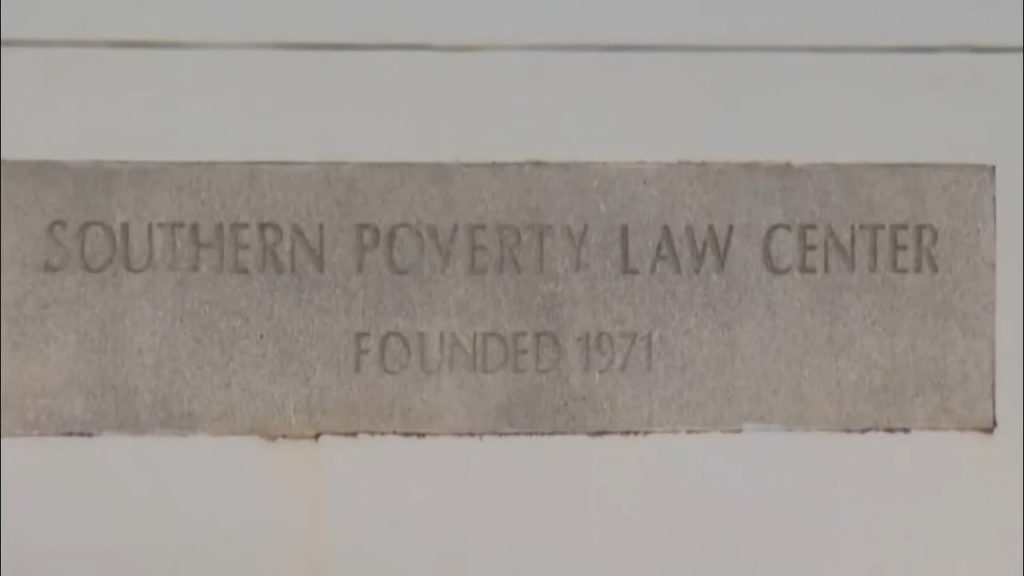 SOUTHERN POVERTY LAW CENTER
FOUNDED 1971